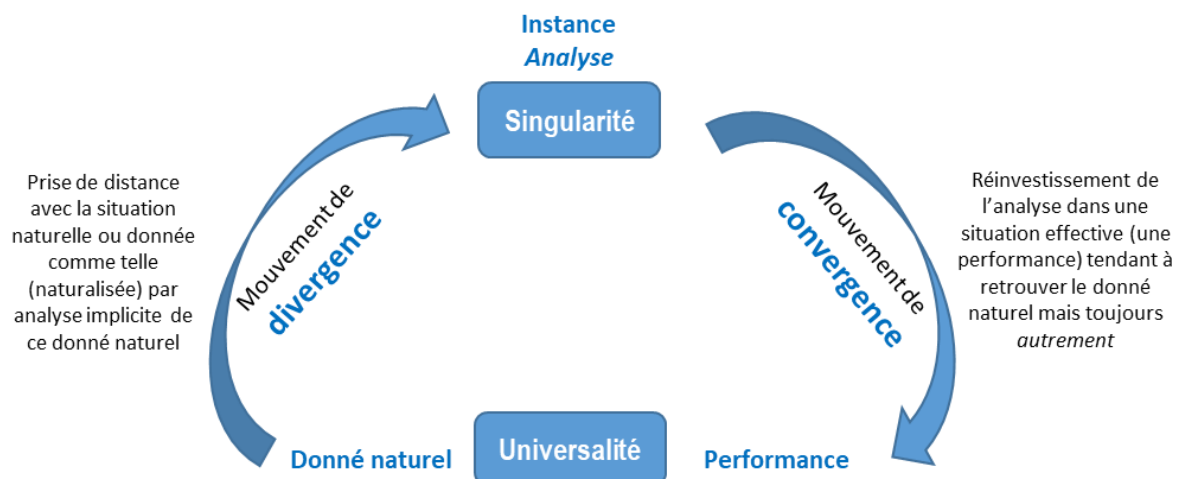 Instance
Analyse
Singularité
Prise de distance
avec la situation
naturelle ou donnée
comme telle
(naturalisée) par
analyse implicite de
ce donné naturel
Mouvement de
divergence
Mouvement de
convergence
Réinvestissement de
l'analyse dans une
situation effective (une
performance) tendant à
retrouver le donné
naturel mais toujours
autrement
Donné naturel
Universalité
Performance